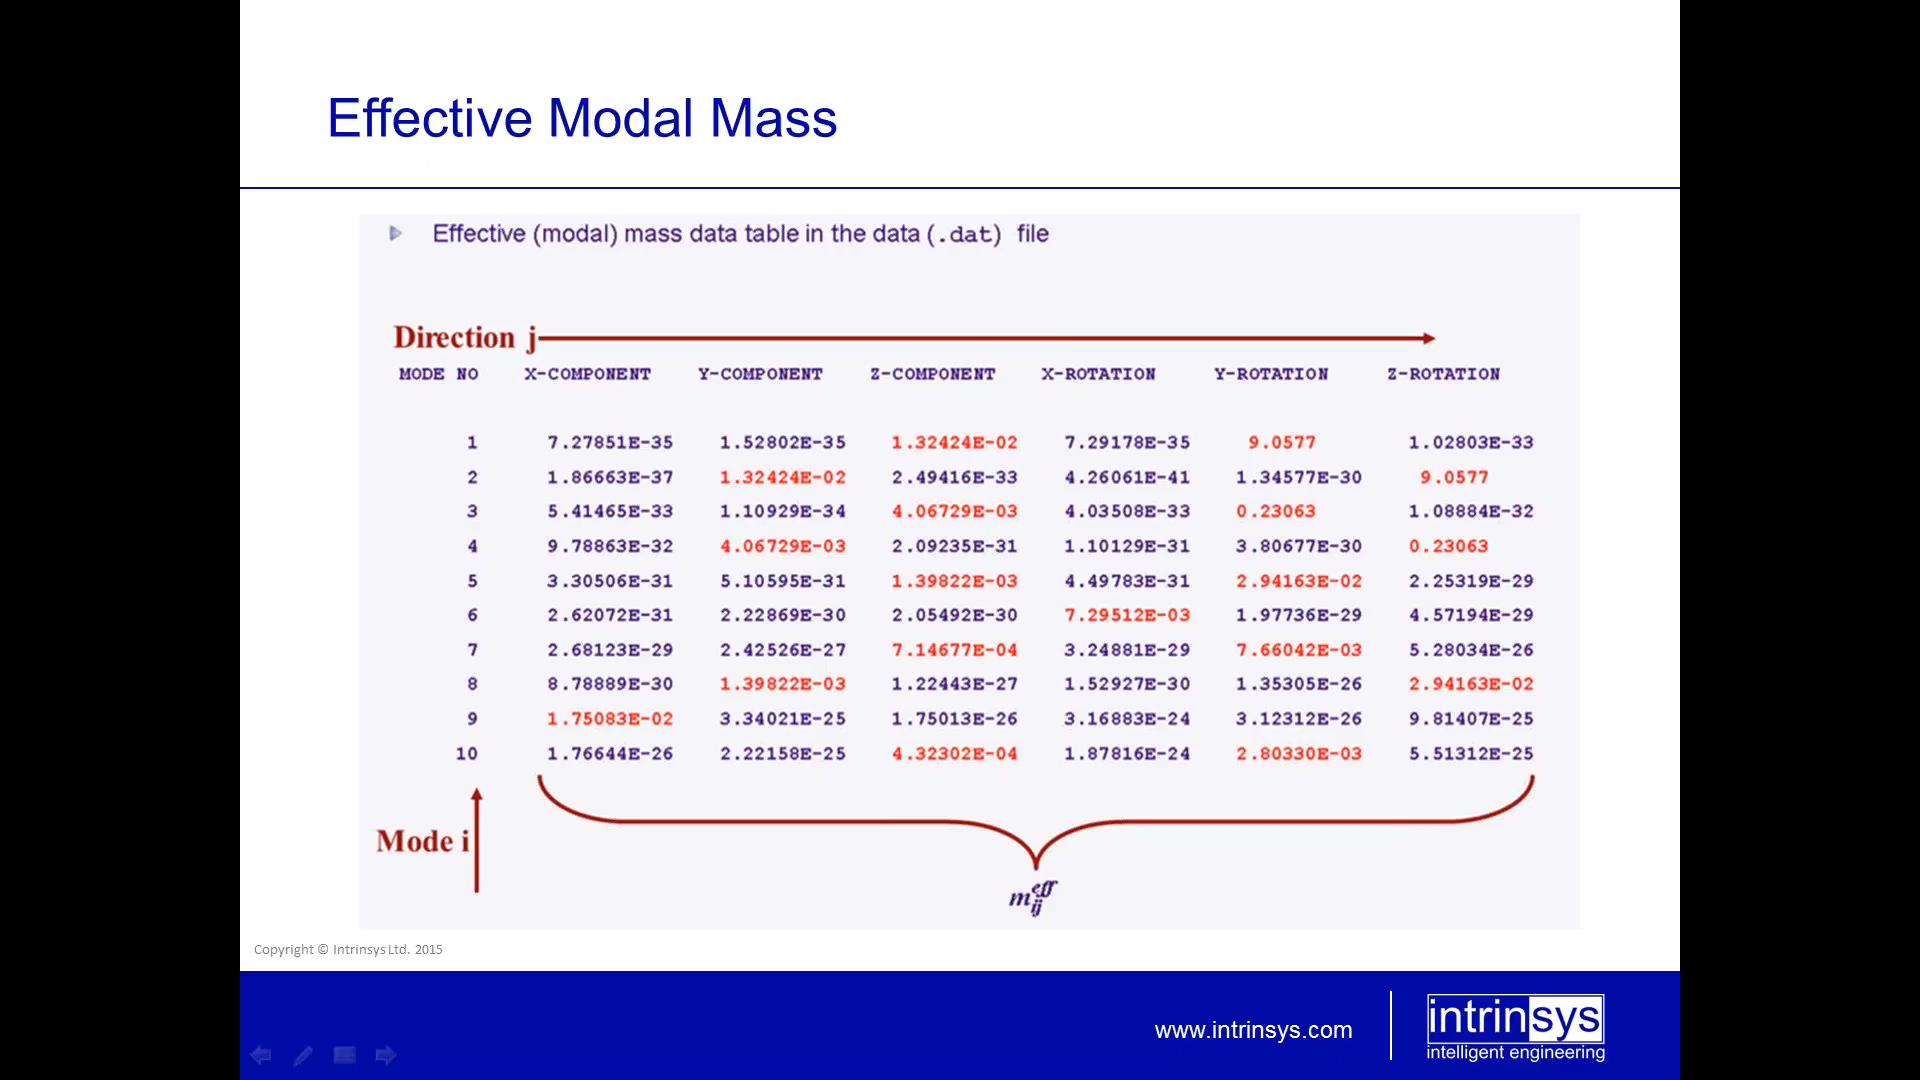 Effective Modal Mass
Effective (modal) mass data table in the data (.dat) file
Direction j
MODE NO X-COMPONENT Y-COMPONENT Z-COMPONENT X-ROTATION Y-ROTATION Z-ROTATION
1 7.27851E-35 1.52802E-35 1.32424E-02 7.29178E-35 9.0577 1.02803E-33
2 1.86663E-37 1.32424E-02 2.49416E-33 4.26061E-41 1.34577E-30 9.0577
3 5.41465E-33 1.10929E-34 4.06729E-03 4.03508E-33 0.23063 1.08884E-32
4 9.78863E-32 4.06729E-03 2.09235E-31 1.10129E-31 3.80677E-30 0.23063
5 3.30506E-31 5.10595E-31 1.39822E-03 4.49783E-31 2.94163E-02 2.25319E-29
6 2.62072E-31 2.22869E-30 2.05492E-30 7.29512E-03 1.97736E-29 4.57194E-29
7 2.68123E-29 2.42526E-27 7.14677E-04 3.24881E-29 7.66042E-03 5.28034E-26
8 8.78889E-30 1.39822E-03 1.22443E-27 1.52927E-30 1.35305E-26 2.94163E-02
9 1.75083E-02 3.34021E-25 1.75013E-26 3.16883E-24 3.12312E-26 9.81407E-25
10 1.76644E-26 2.22158E-25 4.32302E-04 1.87816E-24 2.80330E-03 5.51312E-25
Mode i
m_ij^eff
Copyright © Intrinsys Ltd. 2015
www.intrinsys.com
intrinsys
intelligent engineering